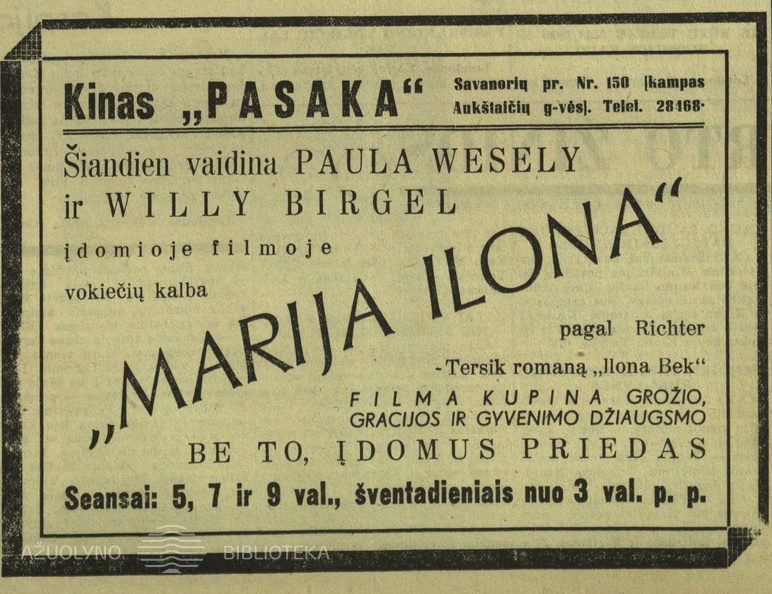 Kinas „PASAKA“
Savanorių pr. Nr. 150 [kampas
Aukštaičių g-vės]. Telef. 28468·
Šiandien vaidina PAULA WESELY
ir WILLY BIRGEL
įdomioje filmoje
vokiečių kalba
„MARIJA ILONA“
pagal Richter
-Tersik romaną „Ilona Bek“
FILMA KUPINA GROŽIO,
GRACIJOS IR GYVENIMO DŽIAUGSMO
BE TO, ĮDOMUS PRIEDAS
Seansai: 5, 7 ir 9 val., šventadieniais nuo 3 val. p. p.
AŽUOLYNO BIBLIOTEKA